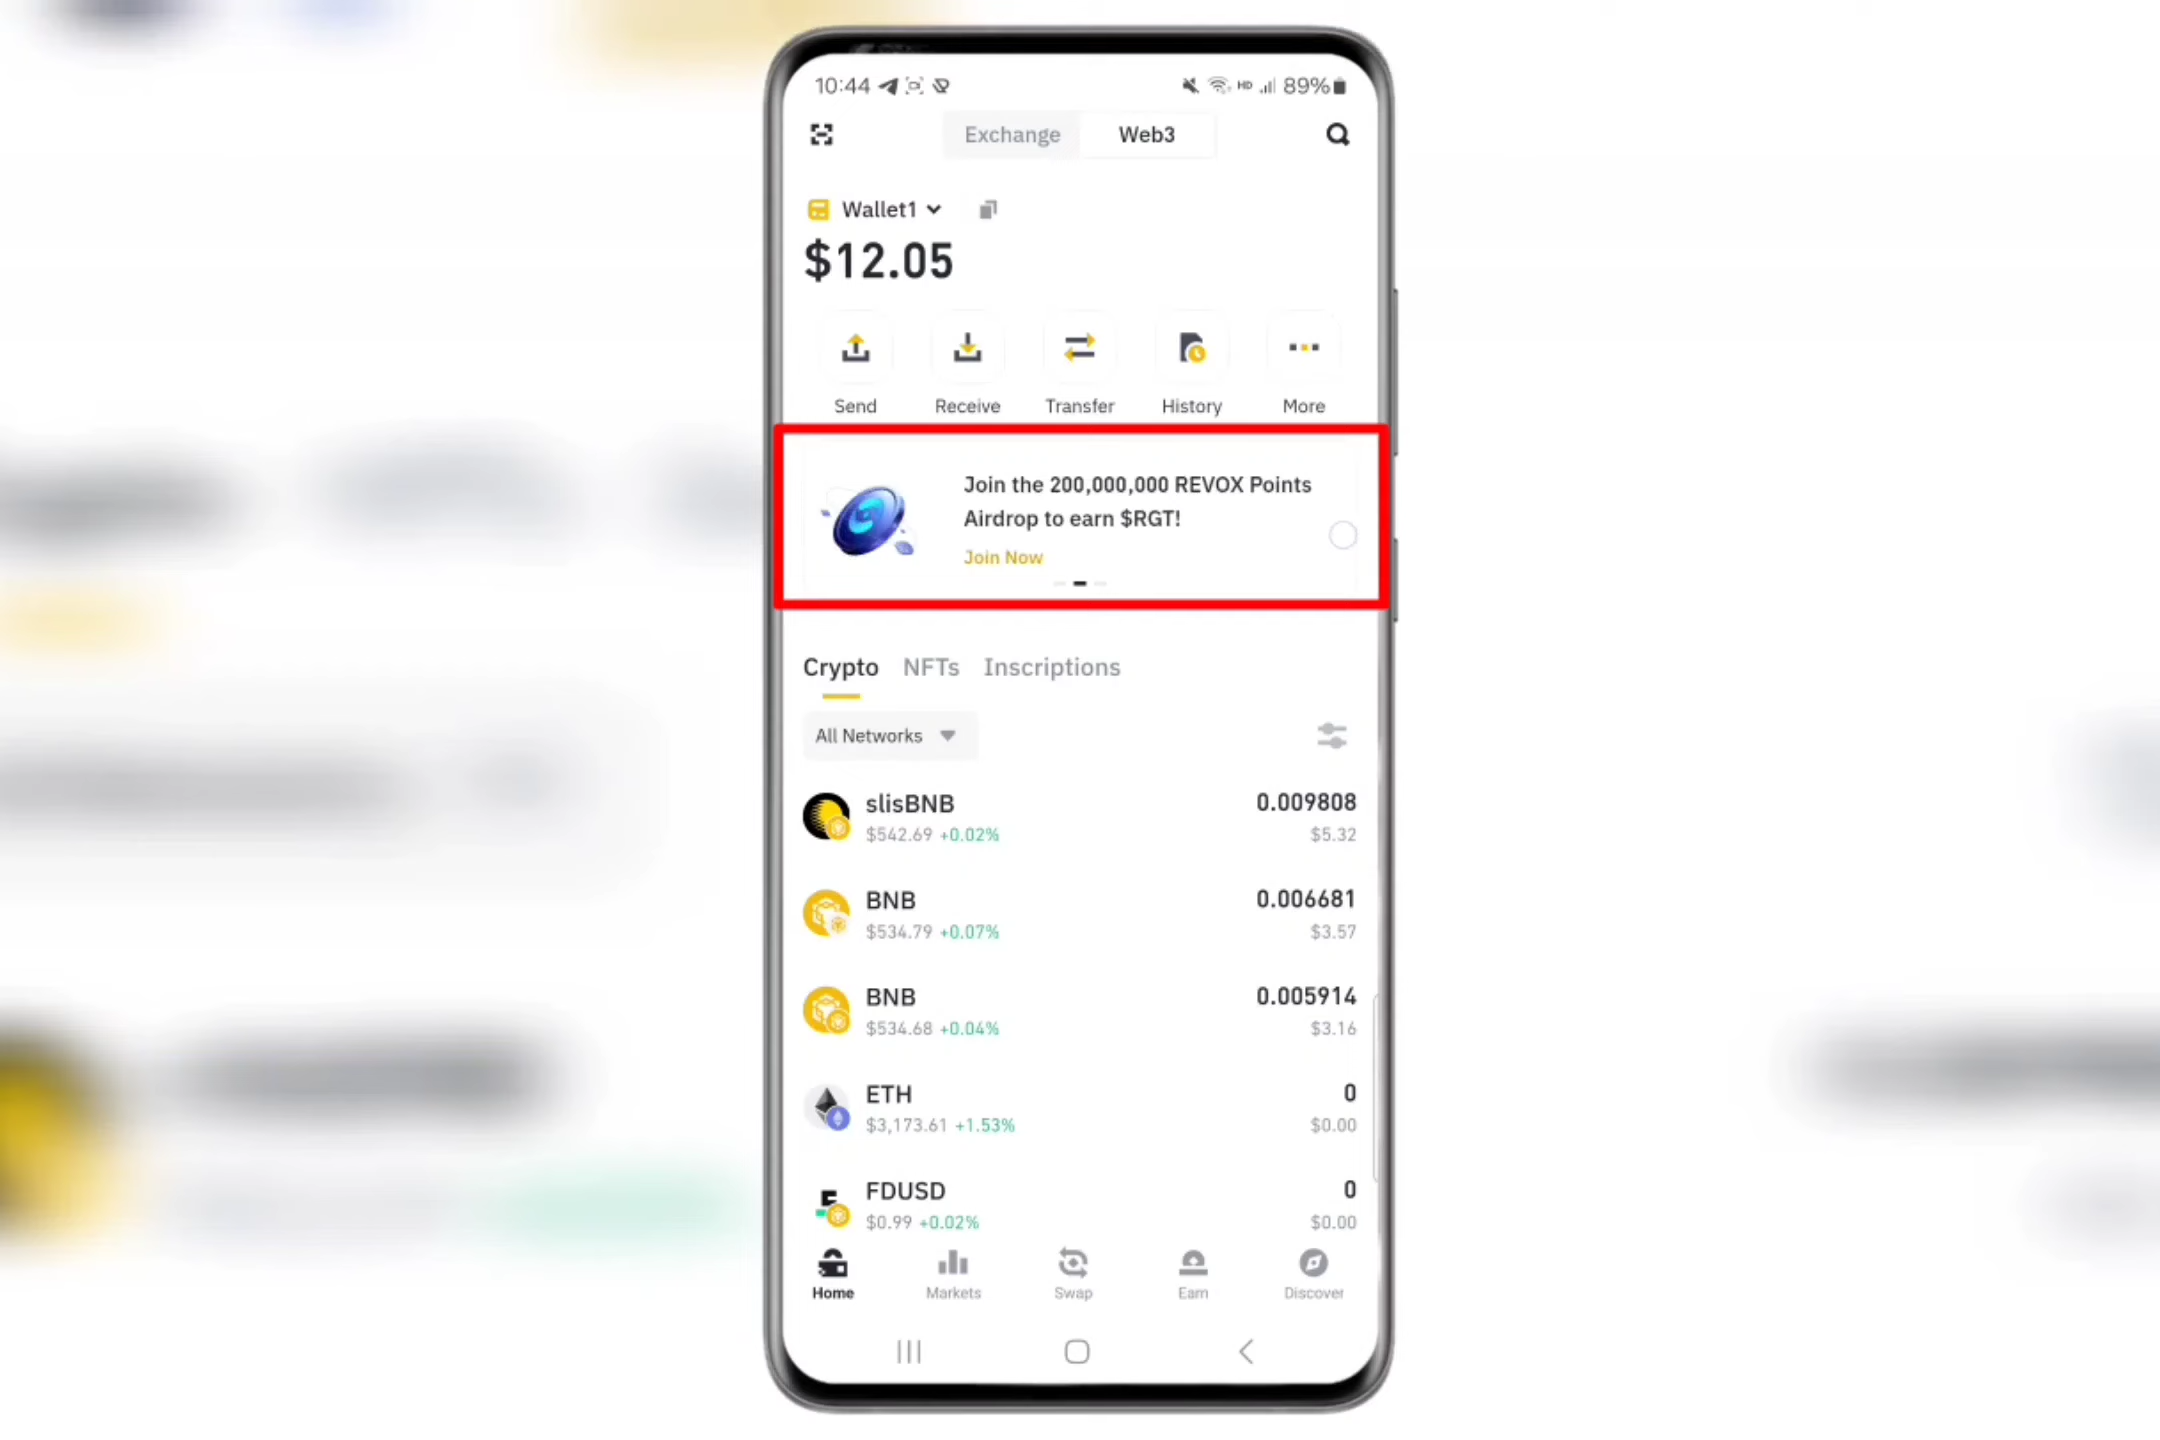 10:44
HD 89%
Exchange Web3
Wallet1
$12.05
Send Receive Transfer History More
Join the 200,000,000 REVOX Points
Airdrop to earn $RGT!
Join Now
Crypto NFTs Inscriptions
All Networks
slisBNB 0.009808
$542.69 +0.02% $5.32
BNB 0.006681
$534.79 +0.07% $3.57
BNB 0.005914
$534.68 +0.04% $3.16
ETH 0
$3,173.61 +1.53% $0.00
FDUSD 0
$0.99 +0.02% $0.00
Home Markets Swap Earn Discover